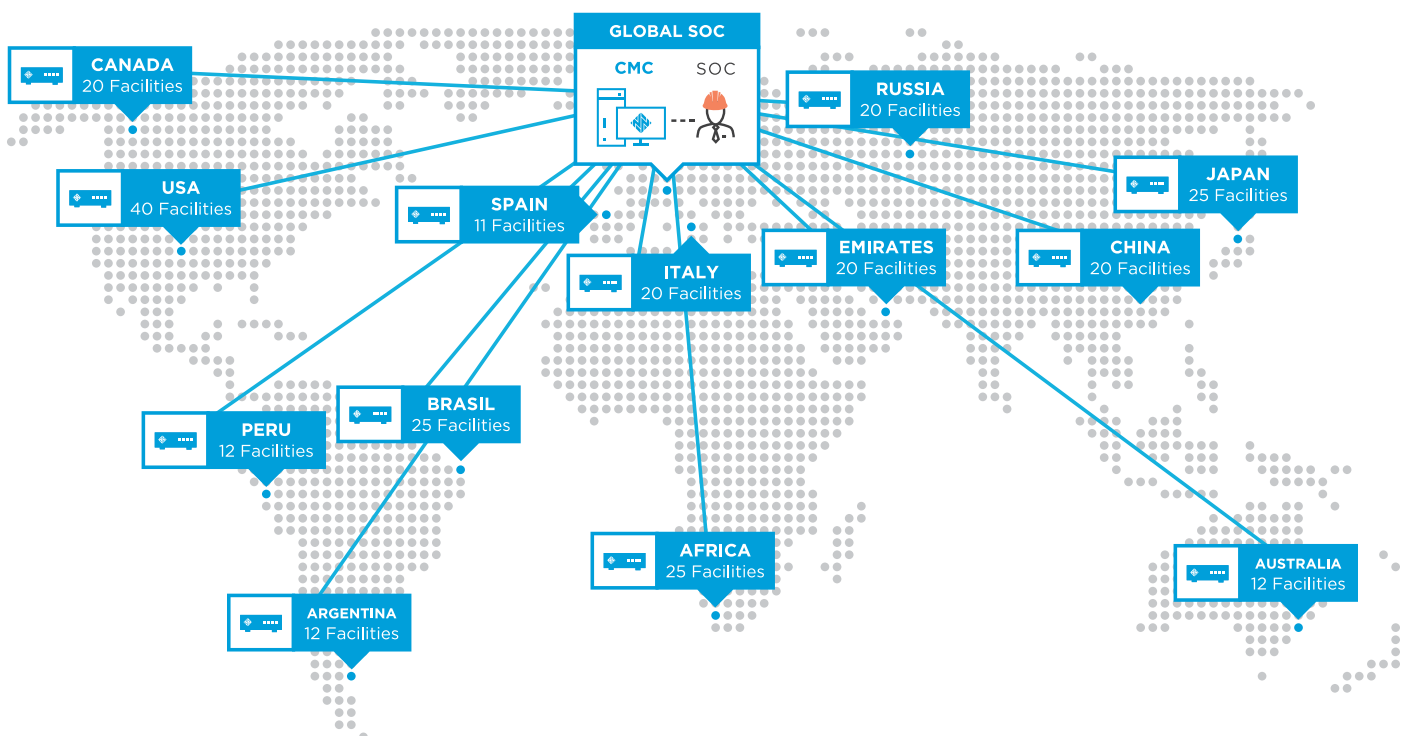 GLOBAL SOC
CMC
SOC
CANADA
20 Facilities
RUSSIA
20 Facilities
USA
40 Facilities
SPAIN
11 Facilities
JAPAN
25 Facilities
ITALY
20 Facilities
EMIRATES
20 Facilities
CHINA
20 Facilities
PERU
12 Facilities
BRASIL
25 Facilities
AFRICA
25 Facilities
AUSTRALIA
12 Facilities
ARGENTINA
12 Facilities